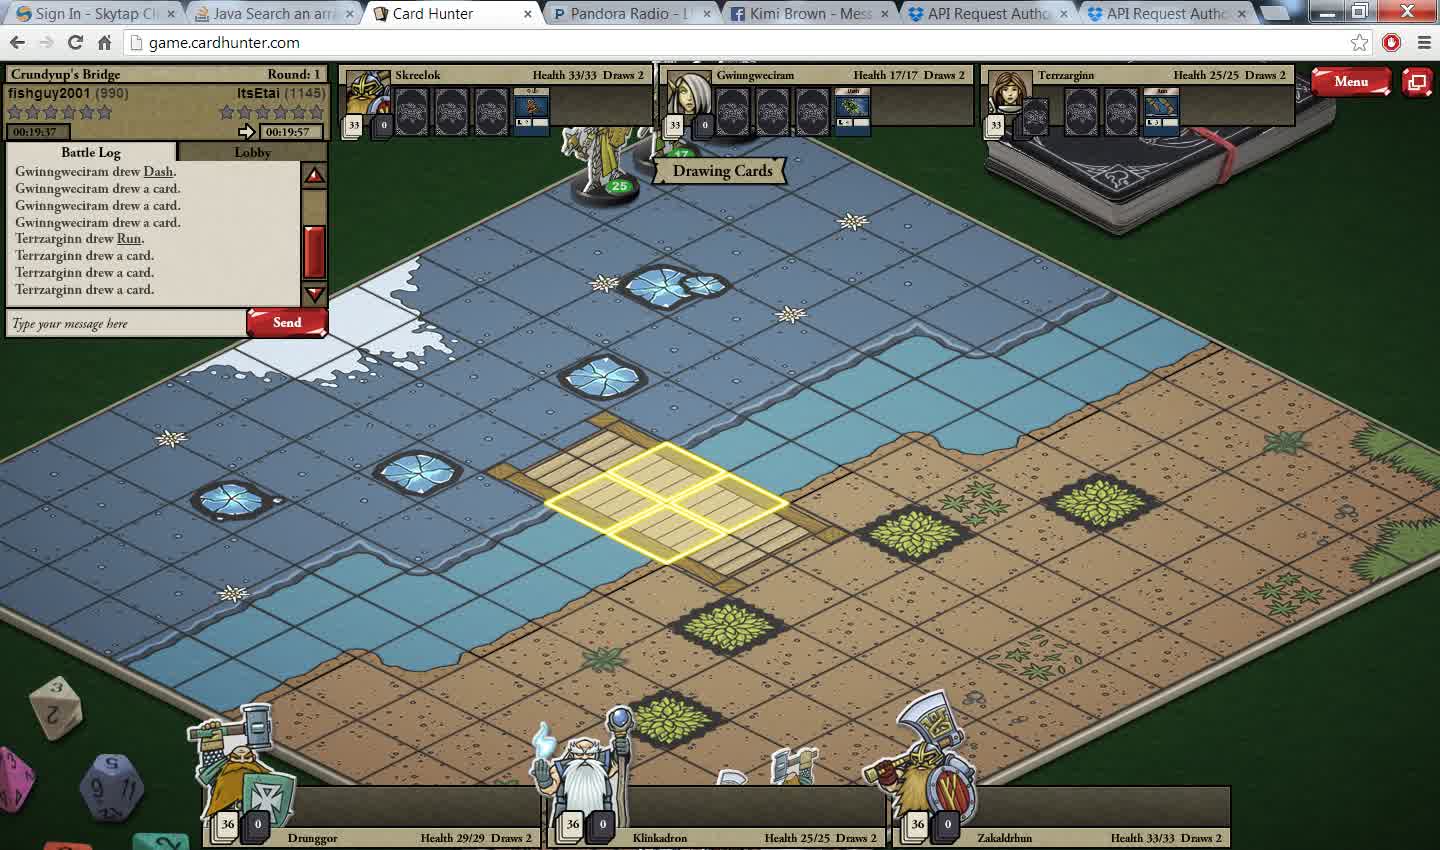 Sign In - Skytap Cl
Java Search an arra
Card Hunter
Pandora Radio - Li
Kimi Brown - Mess
API Request Autho
API Request Autho
game.cardhunter.com
Crundyup's Bridge Round: 1
fishguy2001 (990)
ItsEtai (1145)
00:19:37
00:19:57
Battle Log Lobby
Gwinngweciram drew Dash.
Gwinngweciram drew a card.
Gwinngweciram drew a card.
Gwinngweciram drew a card.
Terrzarginn drew Run.
Terrzarginn drew a card.
Terrzarginn drew a card.
Terrzarginn drew a card.
Type your message here Send
Skreelok Health 33/33 Draws 2
33 0
Gwinngweciram Health 17/17 Draws 2
33 0
Terrzarginn Health 25/25 Draws 2
33
Menu
Drawing Cards
17
25
36 0
Drunggor Health 29/29 Draws 2
36 0
Klinkadron Health 25/25 Draws 2
36 0
Zakaldrhun Health 33/33 Draws 2